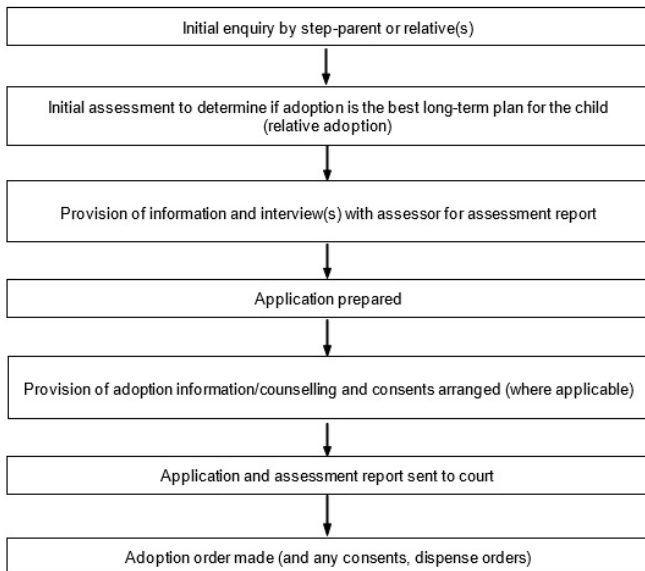 Initial enquiry by step-parent or relative(s)
Initial assessment to determine if adoption is the best long-term plan for the child
(relative adoption)
Provision of information and interview(s) with assessor for assessment report
Application prepared
Provision of adoption information/counselling and consents arranged (where applicable)
Application and assessment report sent to court
Adoption order made (and any consents, dispense orders)